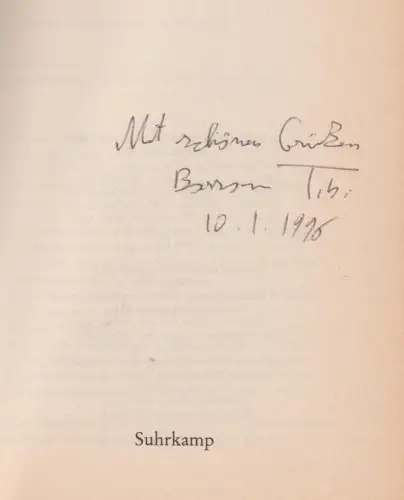 Mit schönen Grüßen
Bassam Tibi
10.1.1996
Suhrkamp